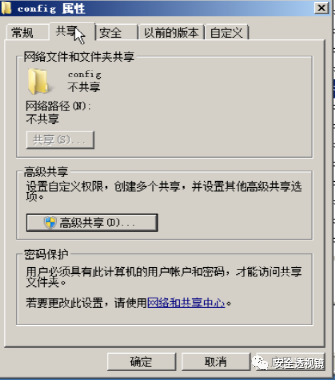 config 属性
常规 共享 安全 以前的版本 自定义
网络文件和文件夹共享
config
不共享
网络路径(N):
不共享
共享(S)...
高级共享
设置自定义权限，创建多个共享，并设置其他高级共享选
项。
高级共享(D)...
密码保护
用户必须具有此计算机的用户帐户和密码，才能访问共享
文件夹。
若要更改此设置，请使用网络和共享中心。
确定 取消
安全透视镜